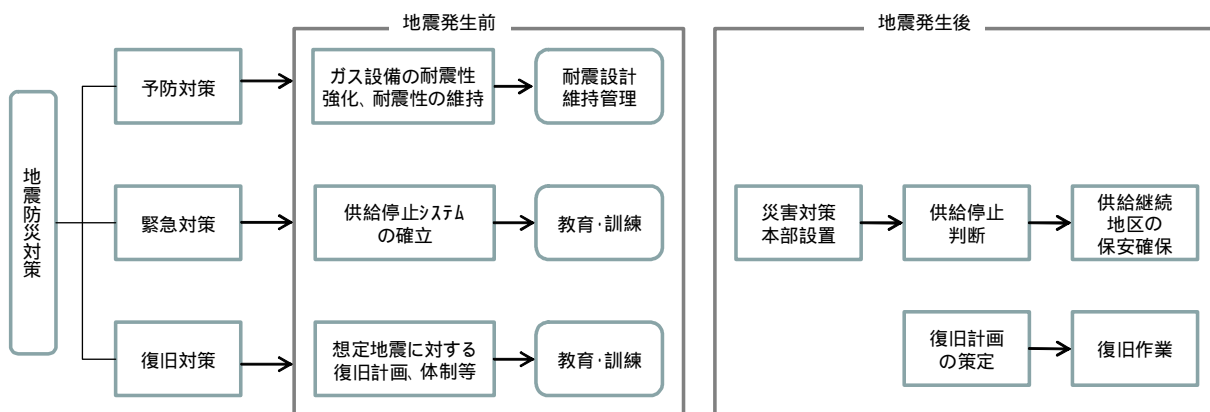 地震発生前
地震発生後
地震防災対策
予防対策
ガス設備の耐震性
強化、耐震性の維持
耐震設計
維持管理
緊急対策
供給停止ｼｽﾃﾑ
の確立
教育・訓練
災害対策
本部設置
供給停止
判断
供給継続
地区の
保安確保
復旧対策
想定地震に対する
復旧計画、体制等
教育・訓練
復旧計画
の策定
復旧作業